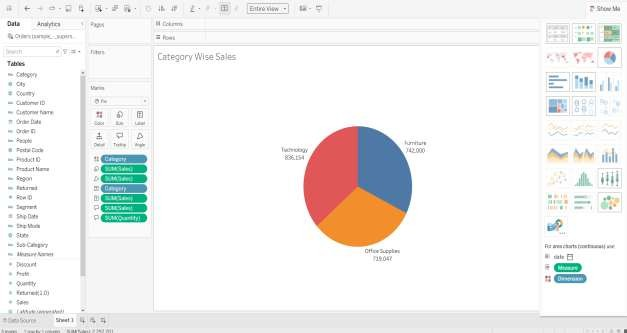 Entire View
Show Me
Data
Analytics
Pages
Columns
Rows
Orders (sample_-_supers...
Search
Filters
Category Wise Sales
Tables
Category
City
Country
Customer ID
Customer Name
Order Date
Order ID
People
Postal Code
Product ID
Product Name
Region
Returned
Row ID
Segment
Ship Date
Ship Mode
State
Sub-Category
Measure Names
Discount
Profit
Quantity
Returned(1.0)
Sales
Latitude (generated)
Marks
Pie
Color
Size
Label
Detail
Tooltip
Angle
Category
SUM(Sales)
SUM(Sales)
Category
SUM(Sales)
SUM(Sales)
SUM(Quantity)
Technology
836,154
Furniture
742,000
Office Supplies
719,047
For area charts (continuous) use
date
Measure
Dimension
Data Source
Sheet 1